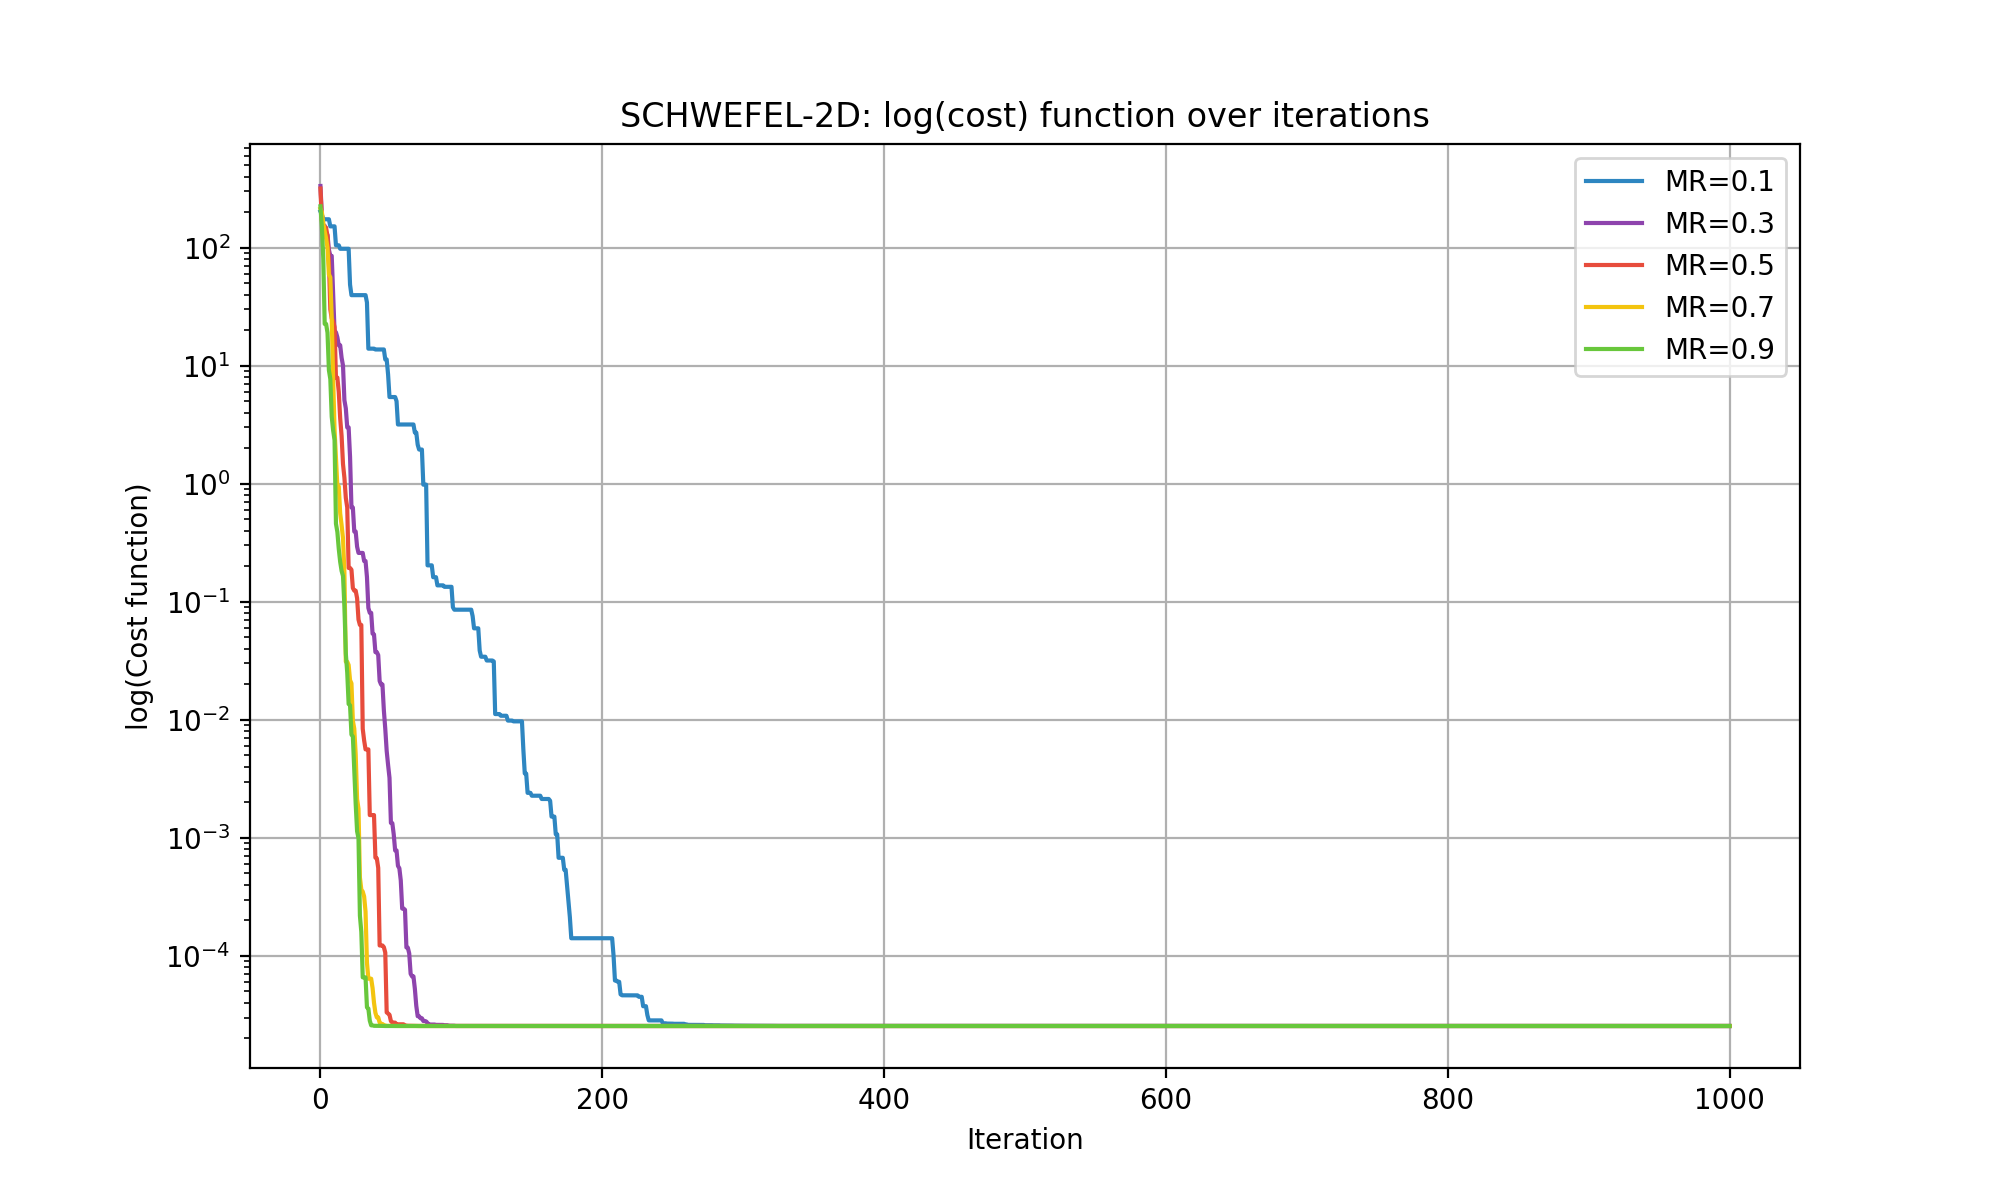 SCHWEFEL-2D: log(cost) function over iterations
MR=0.1
MR=0.3
MR=0.5
MR=0.7
MR=0.9
log(Cost function)
10²
10¹
10⁰
10⁻¹
10⁻²
10⁻³
10⁻⁴
0 200 400 600 800 1000
Iteration